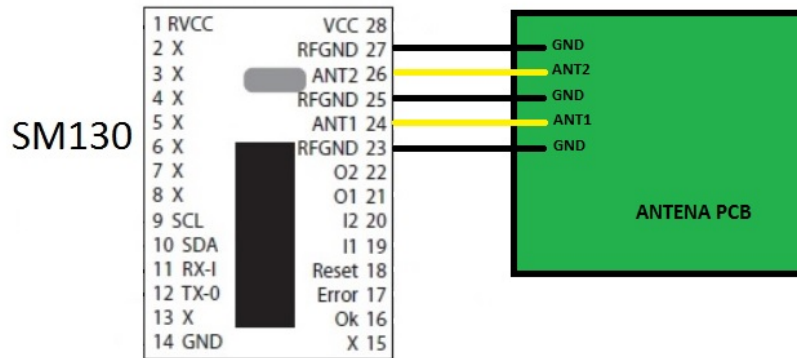 SM130
1 RVCC
2 X
3 X
4 X
5 X
6 X
7 X
8 X
9 SCL
10 SDA
11 RX-I
12 TX-0
13 X
14 GND
VCC 28
RFGND 27
ANT2 26
RFGND 25
ANT1 24
RFGND 23
O2 22
O1 21
I2 20
I1 19
Reset 18
Error 17
Ok 16
X 15
GND
ANT2
GND
ANT1
GND
ANTENA PCB